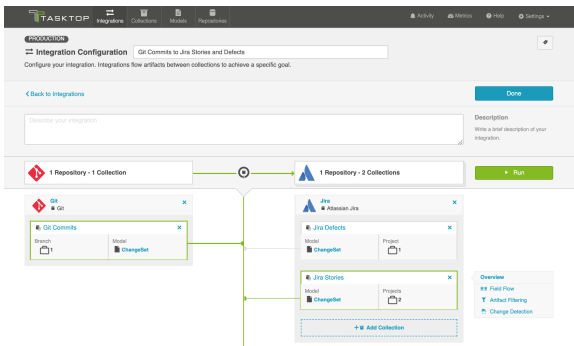 TASKTOP
Integrations
Collections
Models
Repositories
Activity
Metrics
Help
Settings
PRODUCTION
Integration Configuration
Git Commits to Jira Stories and Defects
Configure your integration. Integrations flow artifacts between collections to achieve a specific goal.
Back to Integrations
Done
Describe your integration
Description
Write a brief description of your
integration.
1 Repository - 1 Collection
1 Repository - 2 Collections
Run
Git
Git
Git Commits
Branch
1
Model
ChangeSet
Jira
Atlassian Jira
Jira Defects
Model
ChangeSet
Project
1
Jira Stories
Model
ChangeSet
Projects
2
+ Add Collection
Overview
Field Flow
Artifact Filtering
Change Detection